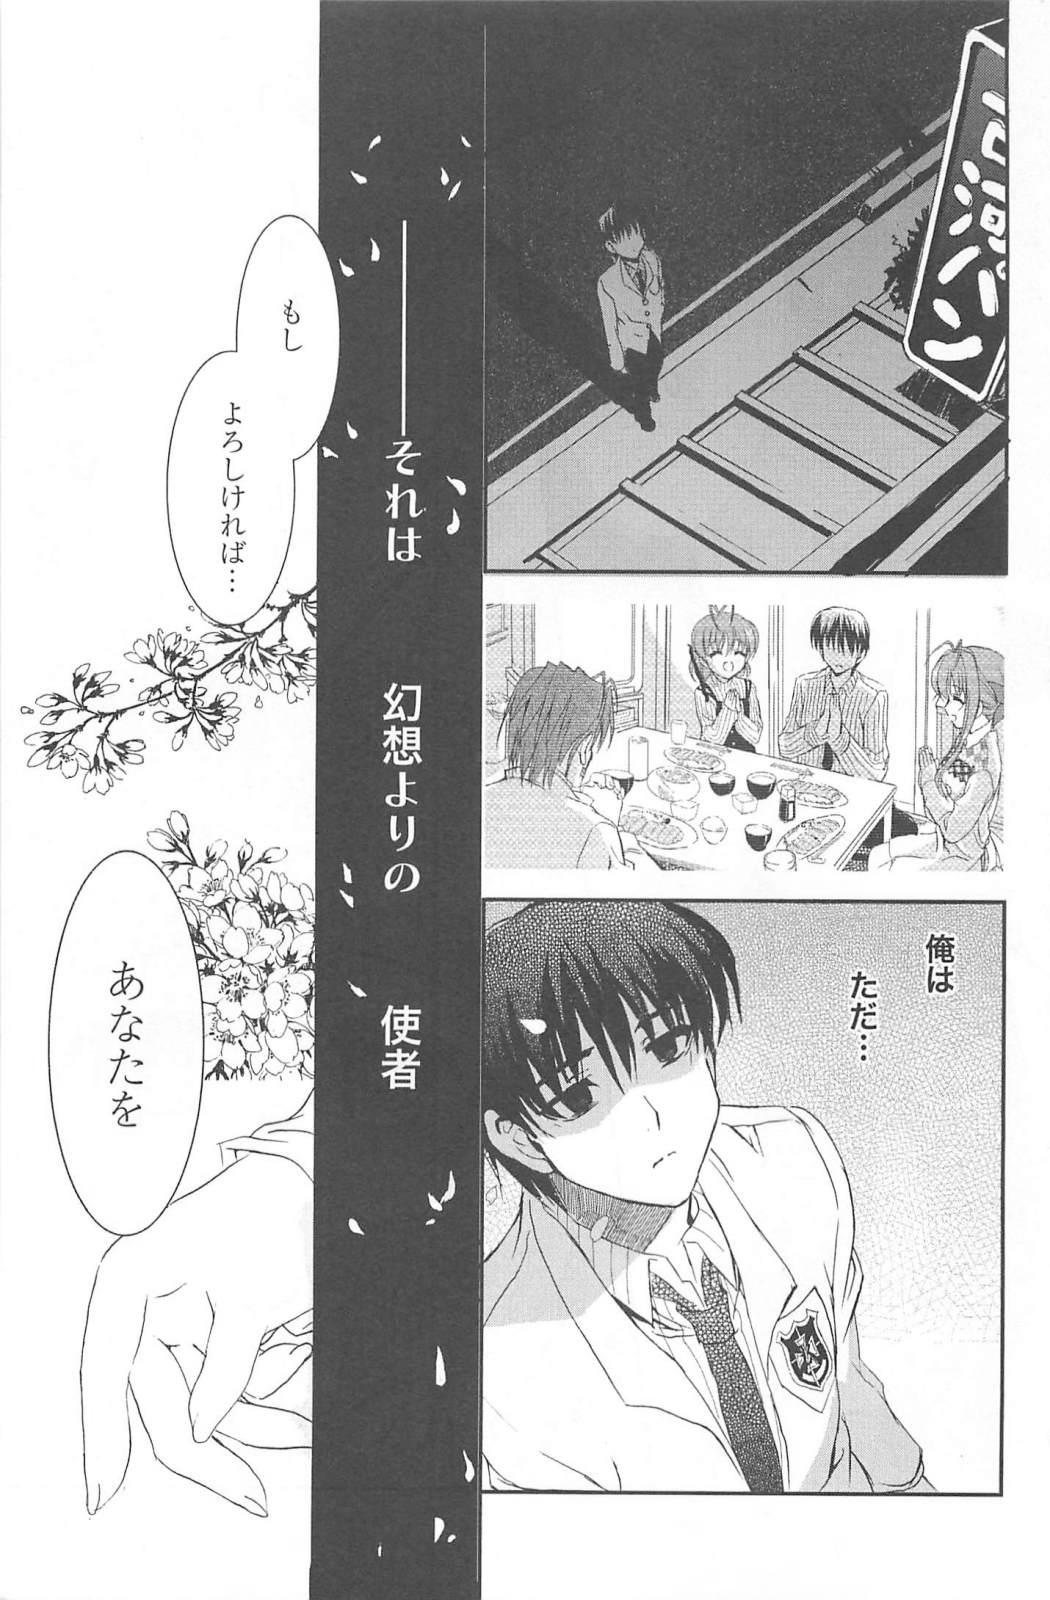 古河パン
俺は
ただ…
――それは 幻想よりの 使者
もし
よろしければ…
あなたを